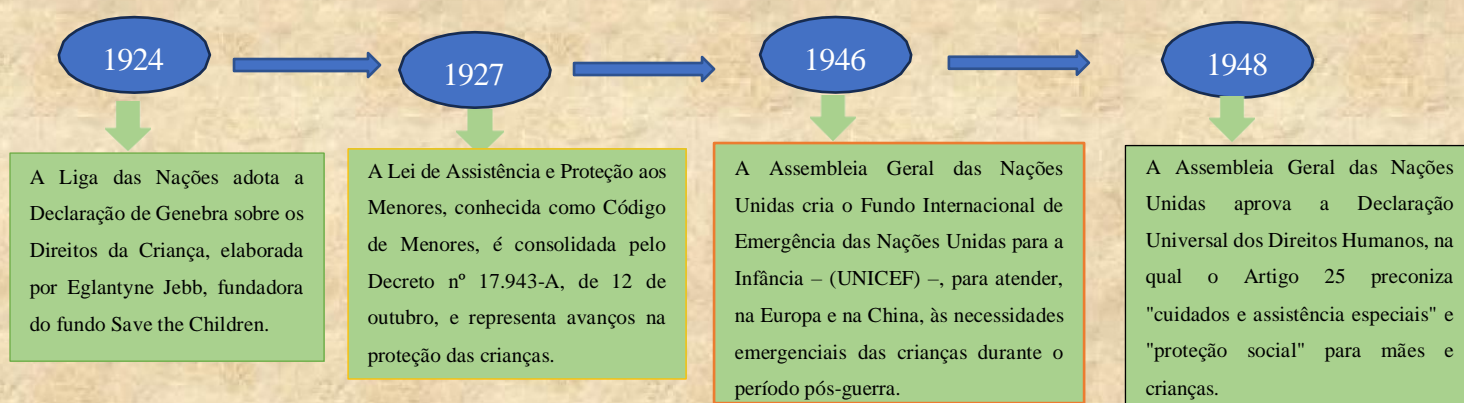 1924
A Liga das Nações adota a
Declaração de Genebra sobre os
Direitos da Criança, elaborada
por Eglantyne Jebb, fundadora
do fundo Save the Children.
1927
A Lei de Assistência e Proteção aos
Menores, conhecida como Código
de Menores, é consolidada pelo
Decreto nº 17.943-A, de 12 de
outubro, e representa avanços na
proteção das crianças.
1946
A Assembleia Geral das Nações
Unidas cria o Fundo Internacional de
Emergência das Nações Unidas para a
Infância – (UNICEF) –, para atender,
na Europa e na China, às necessidades
emergenciais das crianças durante o
período pós-guerra.
1948
A Assembleia Geral das Nações
Unidas aprova a Declaração
Universal dos Direitos Humanos, na
qual o Artigo 25 preconiza
"cuidados e assistência especiais" e
"proteção social" para mães e
crianças.